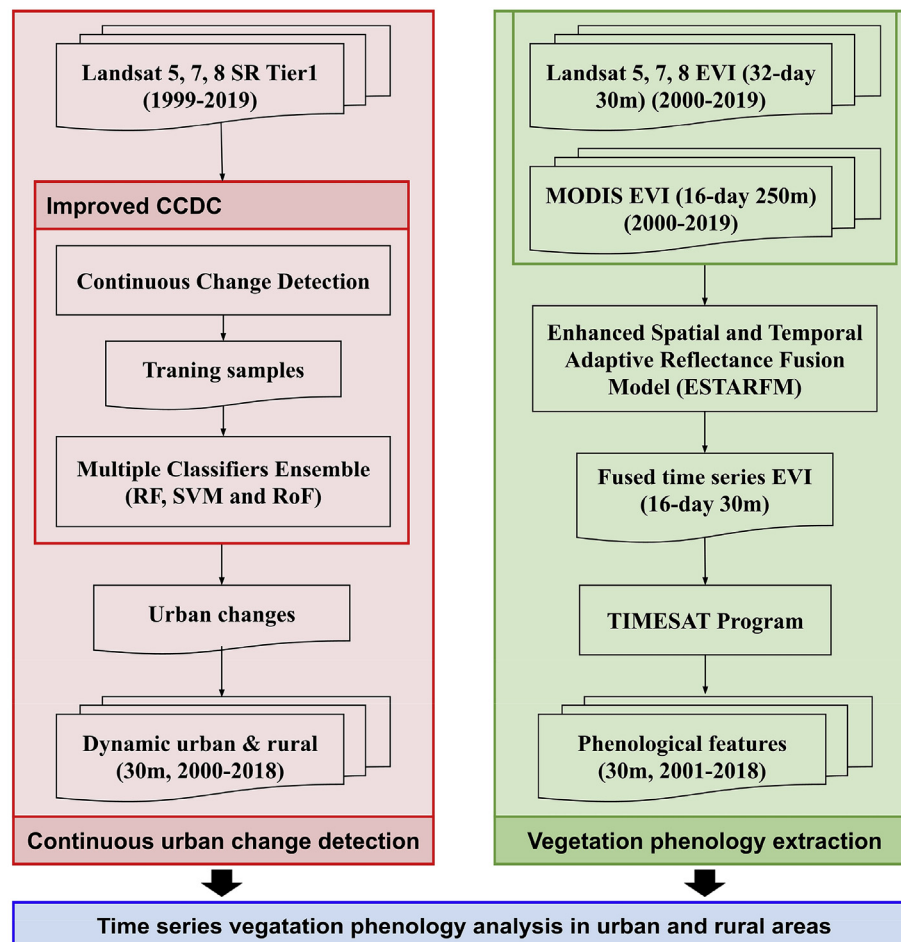 Landsat 5, 7, 8 SR Tier1
(1999-2019)
Improved CCDC
Continuous Change Detection
Traning samples
Multiple Classifiers Ensemble
(RF, SVM and RoF)
Urban changes
Dynamic urban & rural
(30m, 2000-2018)
Continuous urban change detection
Landsat 5, 7, 8 EVI (32-day
30m) (2000-2019)
MODIS EVI (16-day 250m)
(2000-2019)
Enhanced Spatial and Temporal
Adaptive Reflectance Fusion
Model (ESTARFM)
Fused time series EVI
(16-day 30m)
TIMESAT Program
Phenological features
(30m, 2001-2018)
Vegetation phenology extraction
Time series vegatation phenology analysis in urban and rural areas